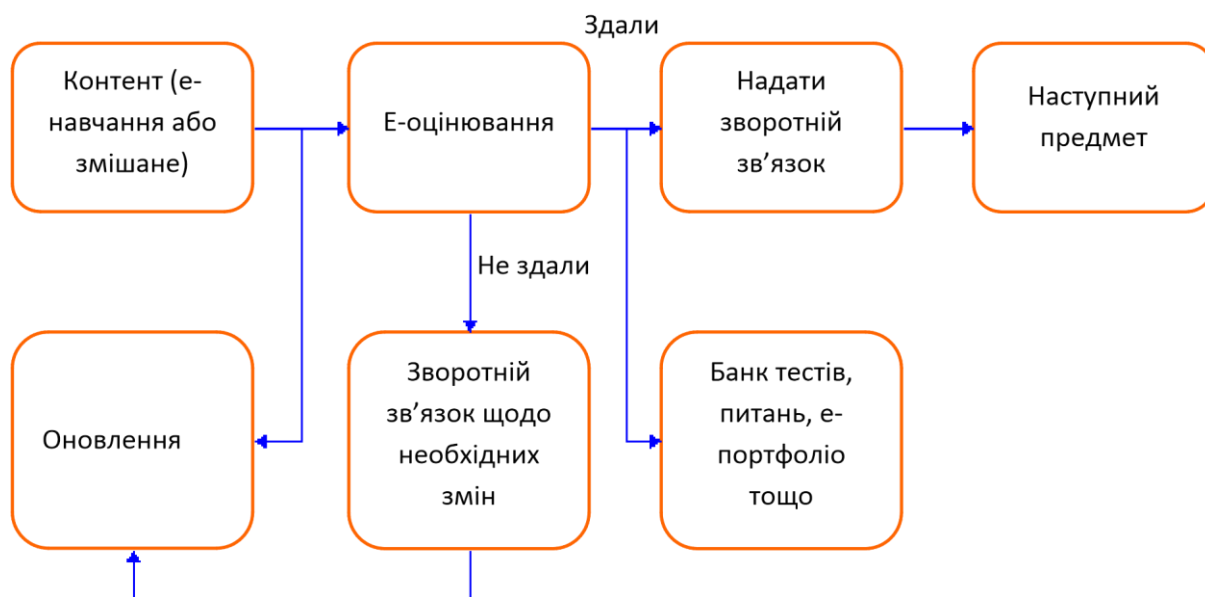 Здали
Контент (е-
навчання або
змішане)
Е-оцінювання
Надати
зворотній
зв’язок
Наступний
предмет
Не здали
Оновлення
Зворотній
зв’язок щодо
необхідних
змін
Банк тестів,
питань, е-
портфоліо
тощо